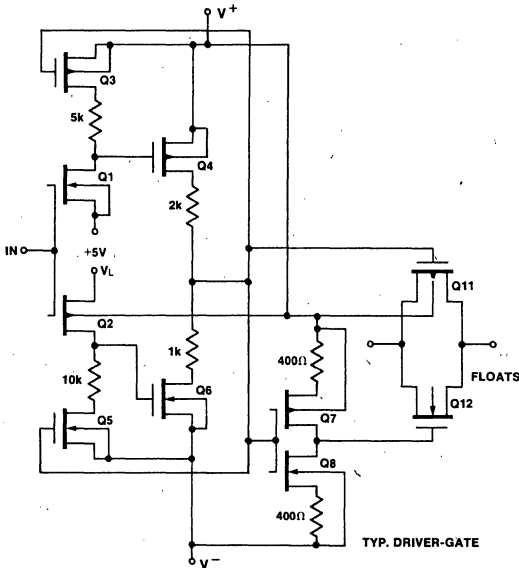 V+
Q3
5k
Q4
Q1
2k
IN
+5V
VL
Q11
Q2
1k
400Ω
FLOATS
10k
Q6
Q7
Q12
Q5
Q8
400Ω
TYP. DRIVER-GATE
V−